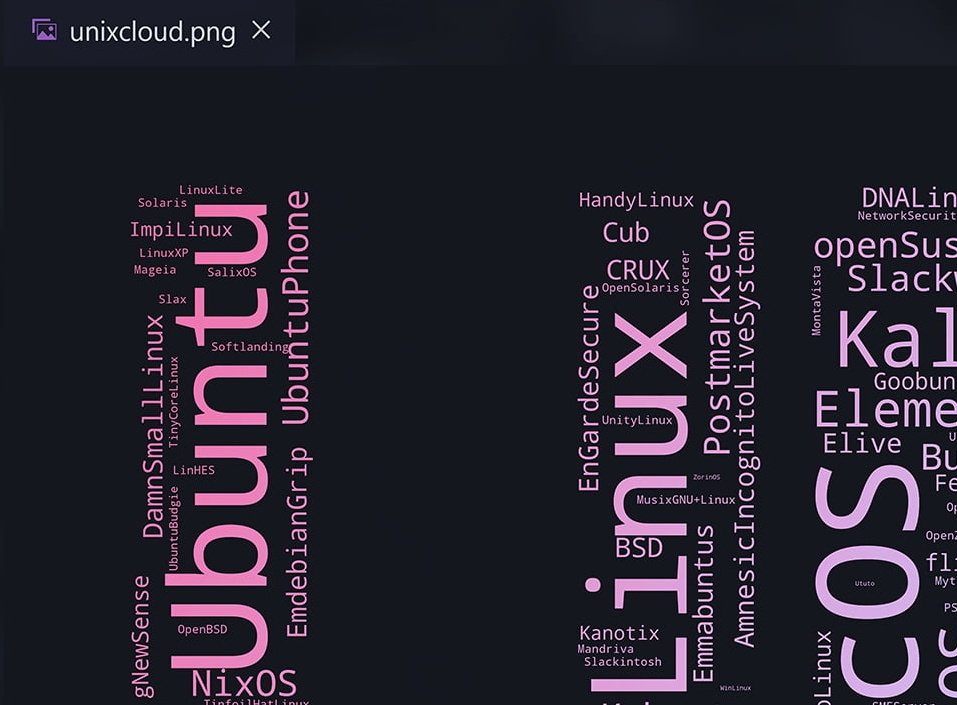 unixcloud.png
LinuxLite
Solaris
ImpiLinux
LinuxXP
Mageia
SalixOS
Slax
Ubuntu
UbuntuPhone
Softlanding
DamnSmallLinux
TinyCoreLinux
LinHES
UbuntuBudgie
EmdebianGrip
gNewSense
OpenBSD
NixOS
TinfoilHatLinux
HandyLinux
Cub
CRUX
OpenSolaris
Sorcerer
PostmarketOS
AmnesicIncognitoLiveSystem
EnGardeSecure
Linux
UnityLinux
ZorinOS
MusixGNU+Linux
BSD
Emmabuntus
Kanotix
Mandriva
Slackintosh
WinLinux
DNALin
NetworkSecurit
openSus
Slackw
MontaVista
Kal
Goobun
Eleme
Elive
U
Bu
Fe
Op
cos
OpenZ
fli
Myt
Ututo
PS
oLinux
SMEServer